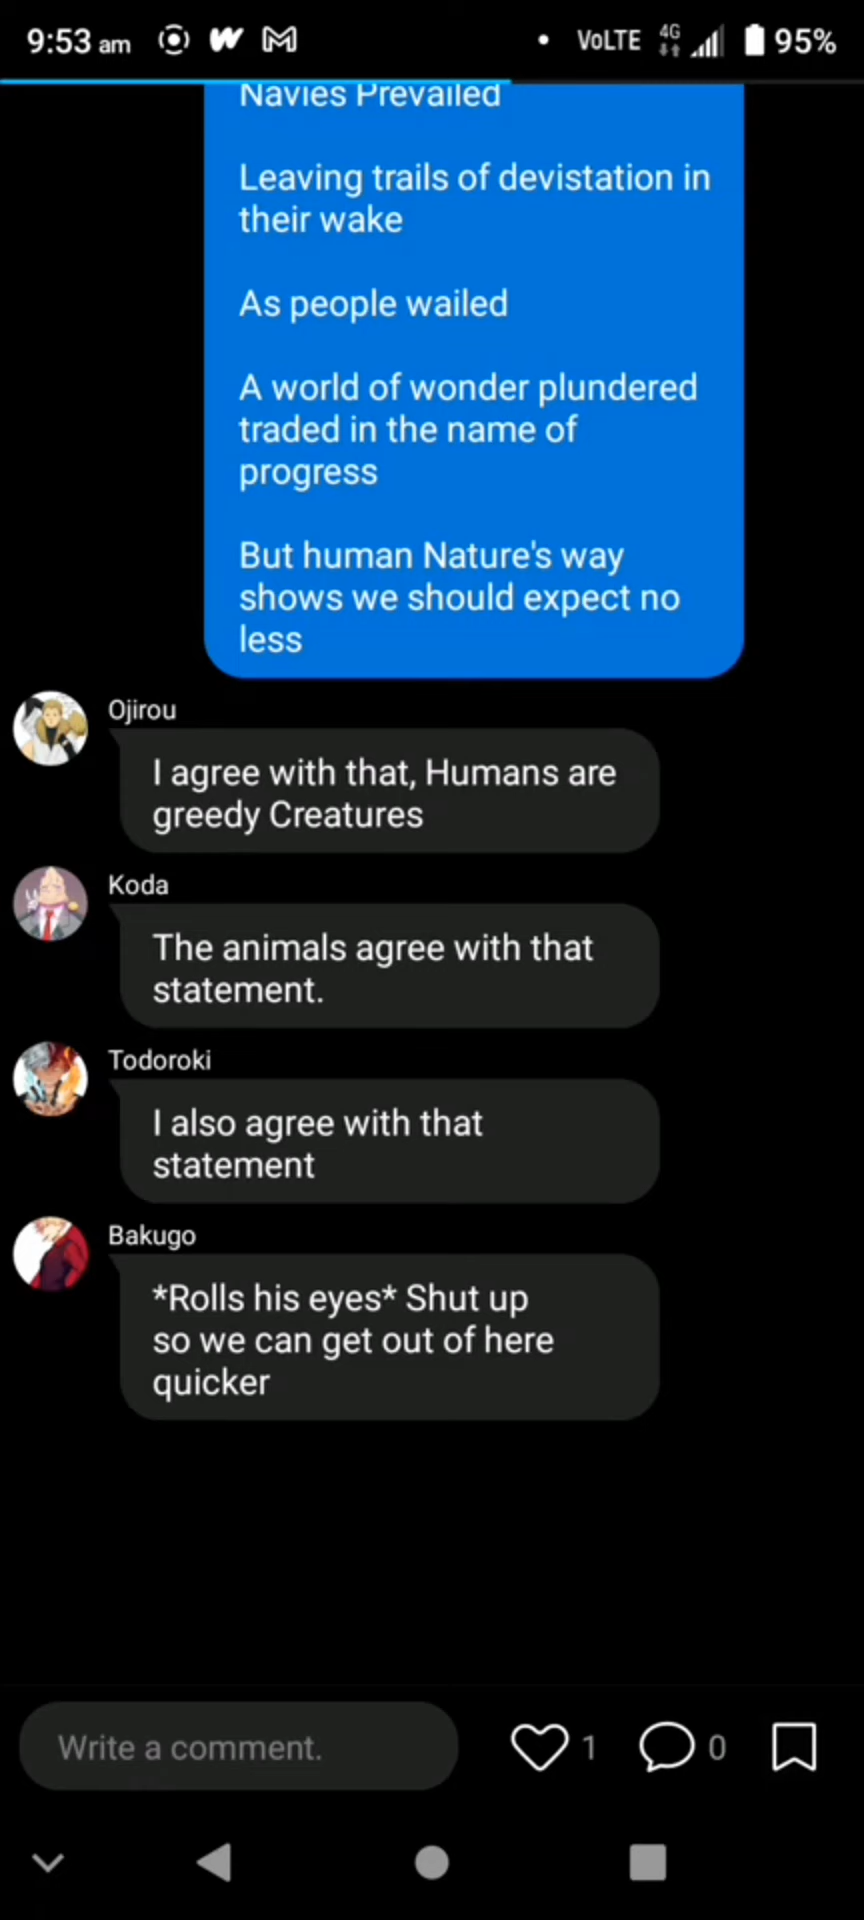 9:53 am VoLTE 4G 95%
Navies Prevailed
Leaving trails of devistation in
their wake
As people wailed
A world of wonder plundered
traded in the name of
progress
But human Nature's way
shows we should expect no
less
Ojirou
I agree with that, Humans are
greedy Creatures
Koda
The animals agree with that
statement.
Todoroki
I also agree with that
statement
Bakugo
*Rolls his eyes* Shut up
so we can get out of here
quicker
Write a comment. 1 0